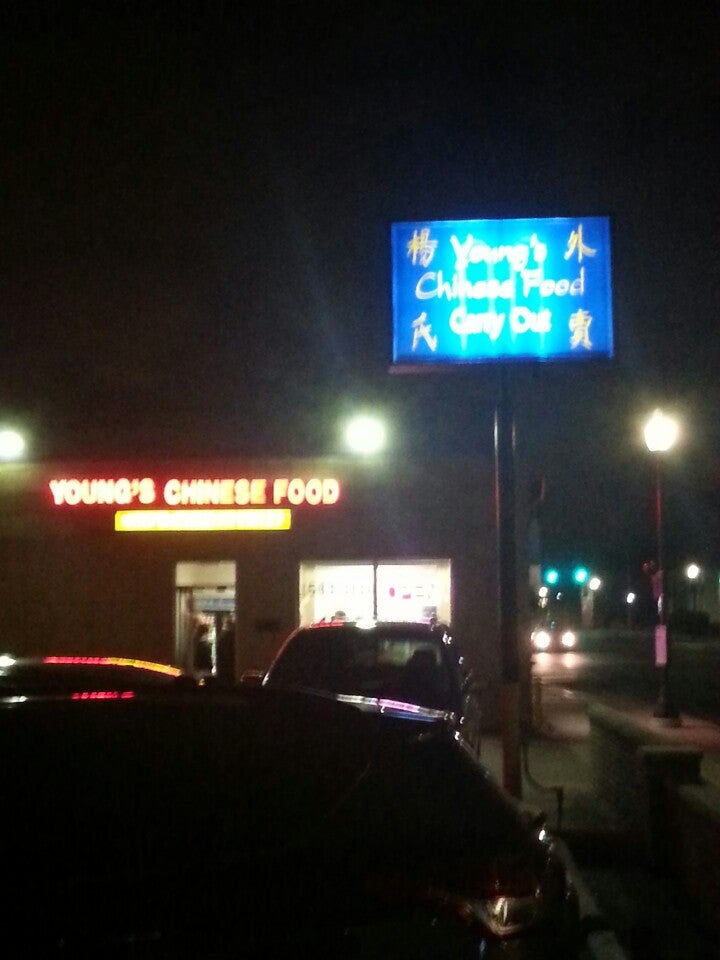 楊 Young's 外
Chinese Food
氏 Carry Out 賣
YOUNG'S CHINESE FOOD